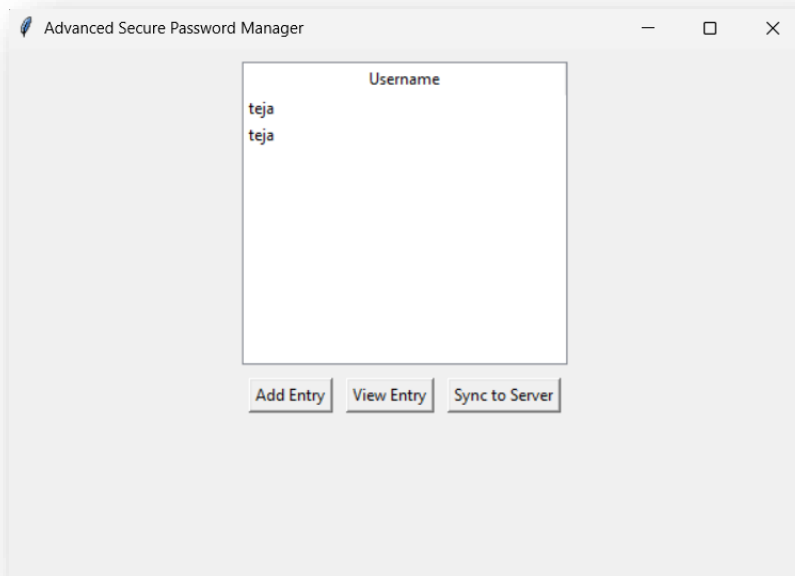 Advanced Secure Password Manager
Username
teja
teja
Add Entry View Entry Sync to Server